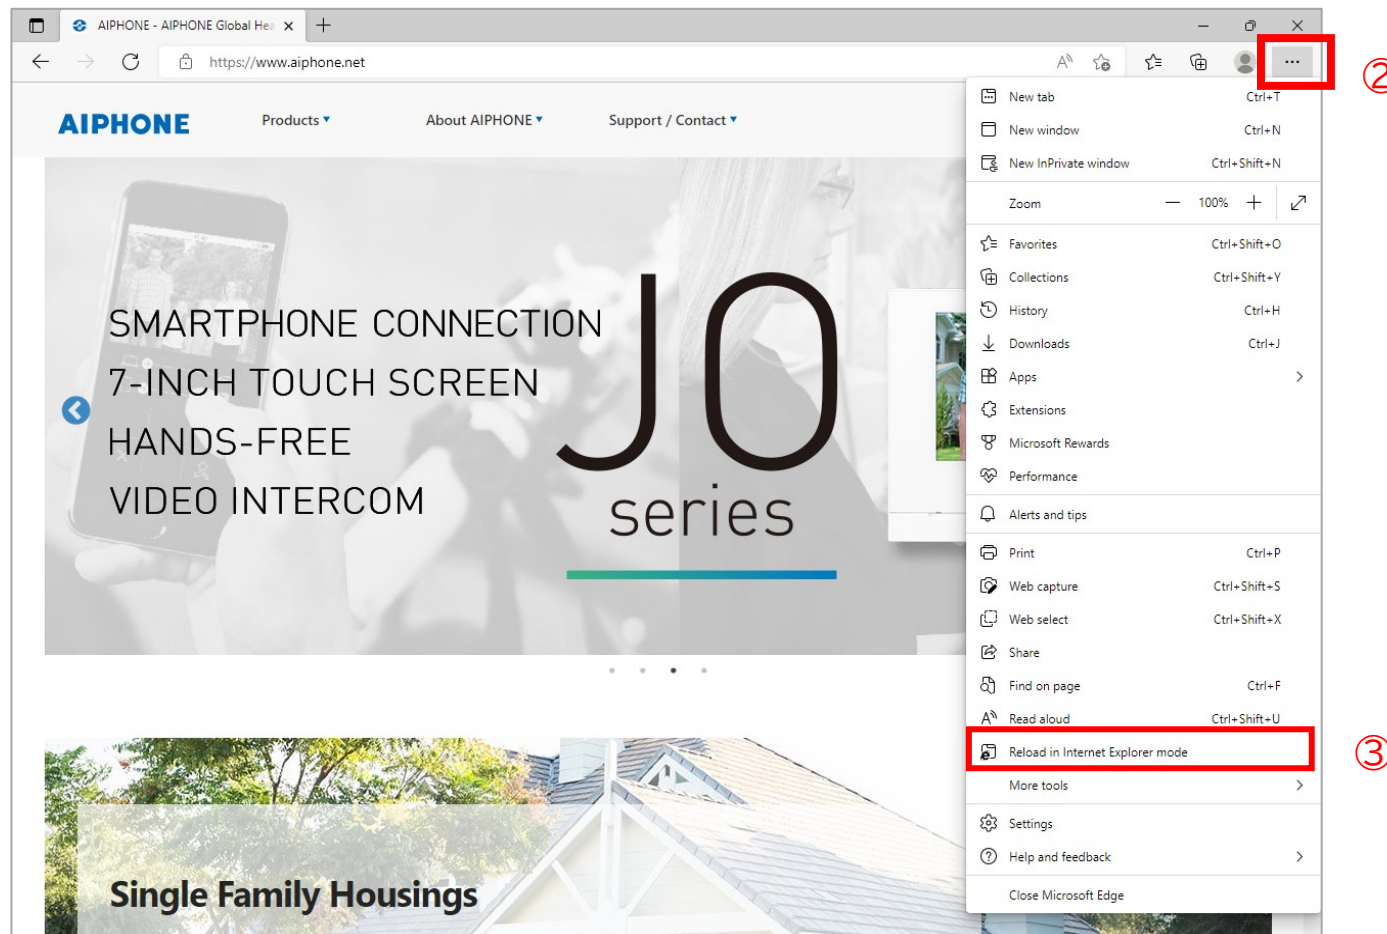 AIPHONE - AIPHONE Global Hea
https://www.aiphone.net
②
AIPHONE
Products
About AIPHONE
Support / Contact
SMARTPHONE CONNECTION
7-INCH TOUCH SCREEN
HANDS-FREE
VIDEO INTERCOM
JO
series
Single Family Housings
New tab Ctrl+T
New window Ctrl+N
New InPrivate window Ctrl+Shift+N
Zoom — 100% +
Favorites Ctrl+Shift+O
Collections Ctrl+Shift+Y
History Ctrl+H
Downloads Ctrl+J
Apps
Extensions
Microsoft Rewards
Performance
Alerts and tips
Print Ctrl+P
Web capture Ctrl+Shift+S
Web select Ctrl+Shift+X
Share
Find on page Ctrl+F
Read aloud Ctrl+Shift+U
Reload in Internet Explorer mode
③
More tools
Settings
Help and feedback
Close Microsoft Edge